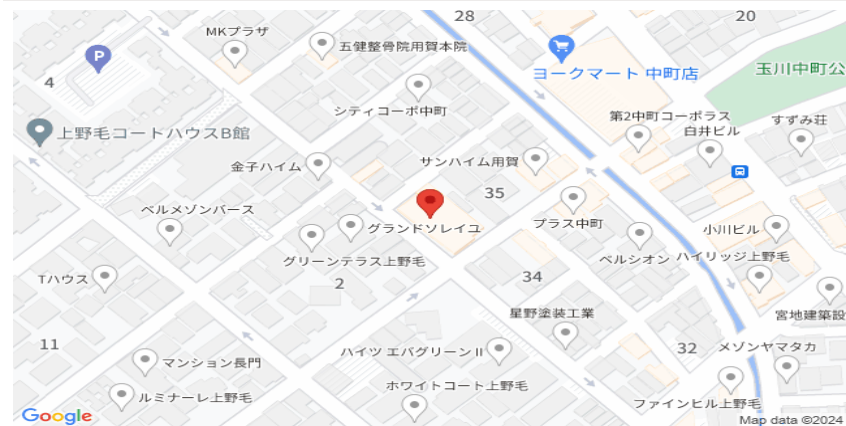 28
20
MKプラザ
五健整骨院用賀本院
ヨークマート 中町店
玉川中町公
4
シティコーポ中町
第2中町コーポラス
白井ビル
すずみ荘
上野毛コートハウスB館
金子ハイム
サンハイム用賀
35
ベルメゾンバース
グランドソレイユ
プラス中町
小川ビル
グリーンテラス上野毛
ベルシオン
ハイリッジ上野毛
Tハウス
2
34
星野塗装工業
宮地建築設
11
マンション長門
ハイツ エバグリーンⅡ
32
メゾンヤマタカ
ルミナーレ上野毛
ホワイトコート上野毛
ファインヒル上野毛
Google
Map data ©2024
P